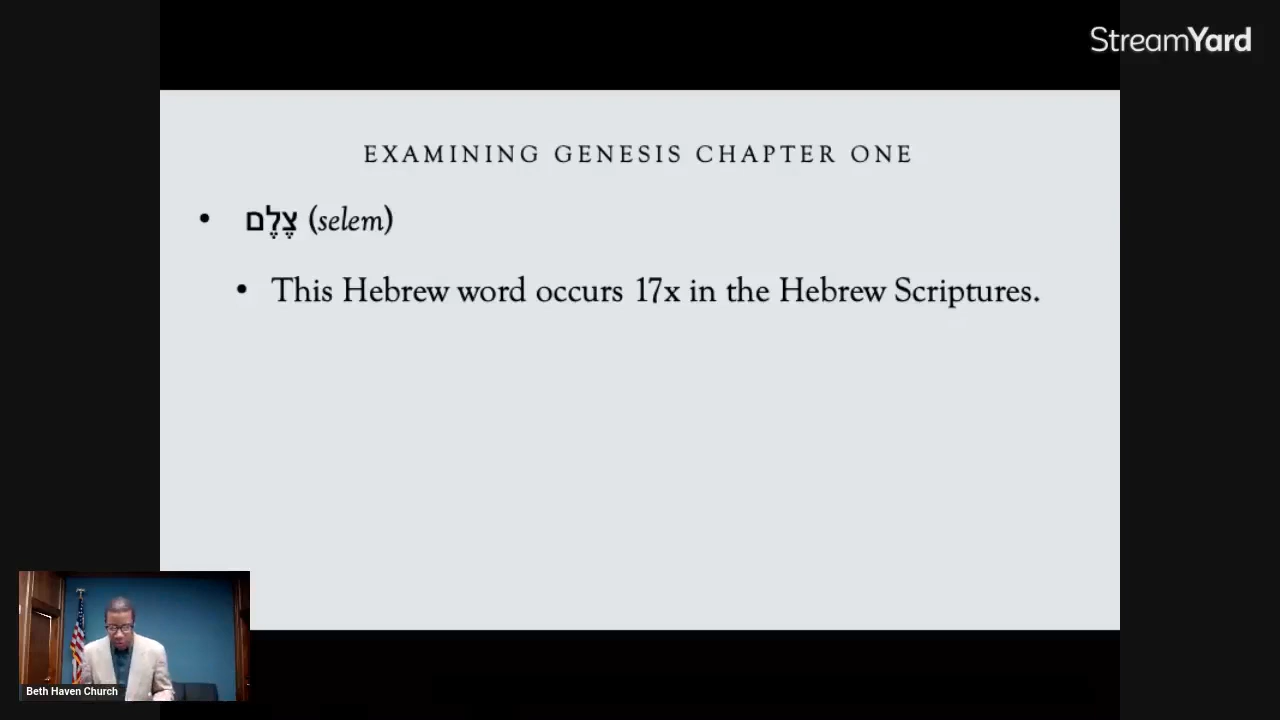 StreamYard
EXAMINING GENESIS CHAPTER ONE
• צֶלֶם (selem)
• This Hebrew word occurs 17x in the Hebrew Scriptures.
Beth Haven Church